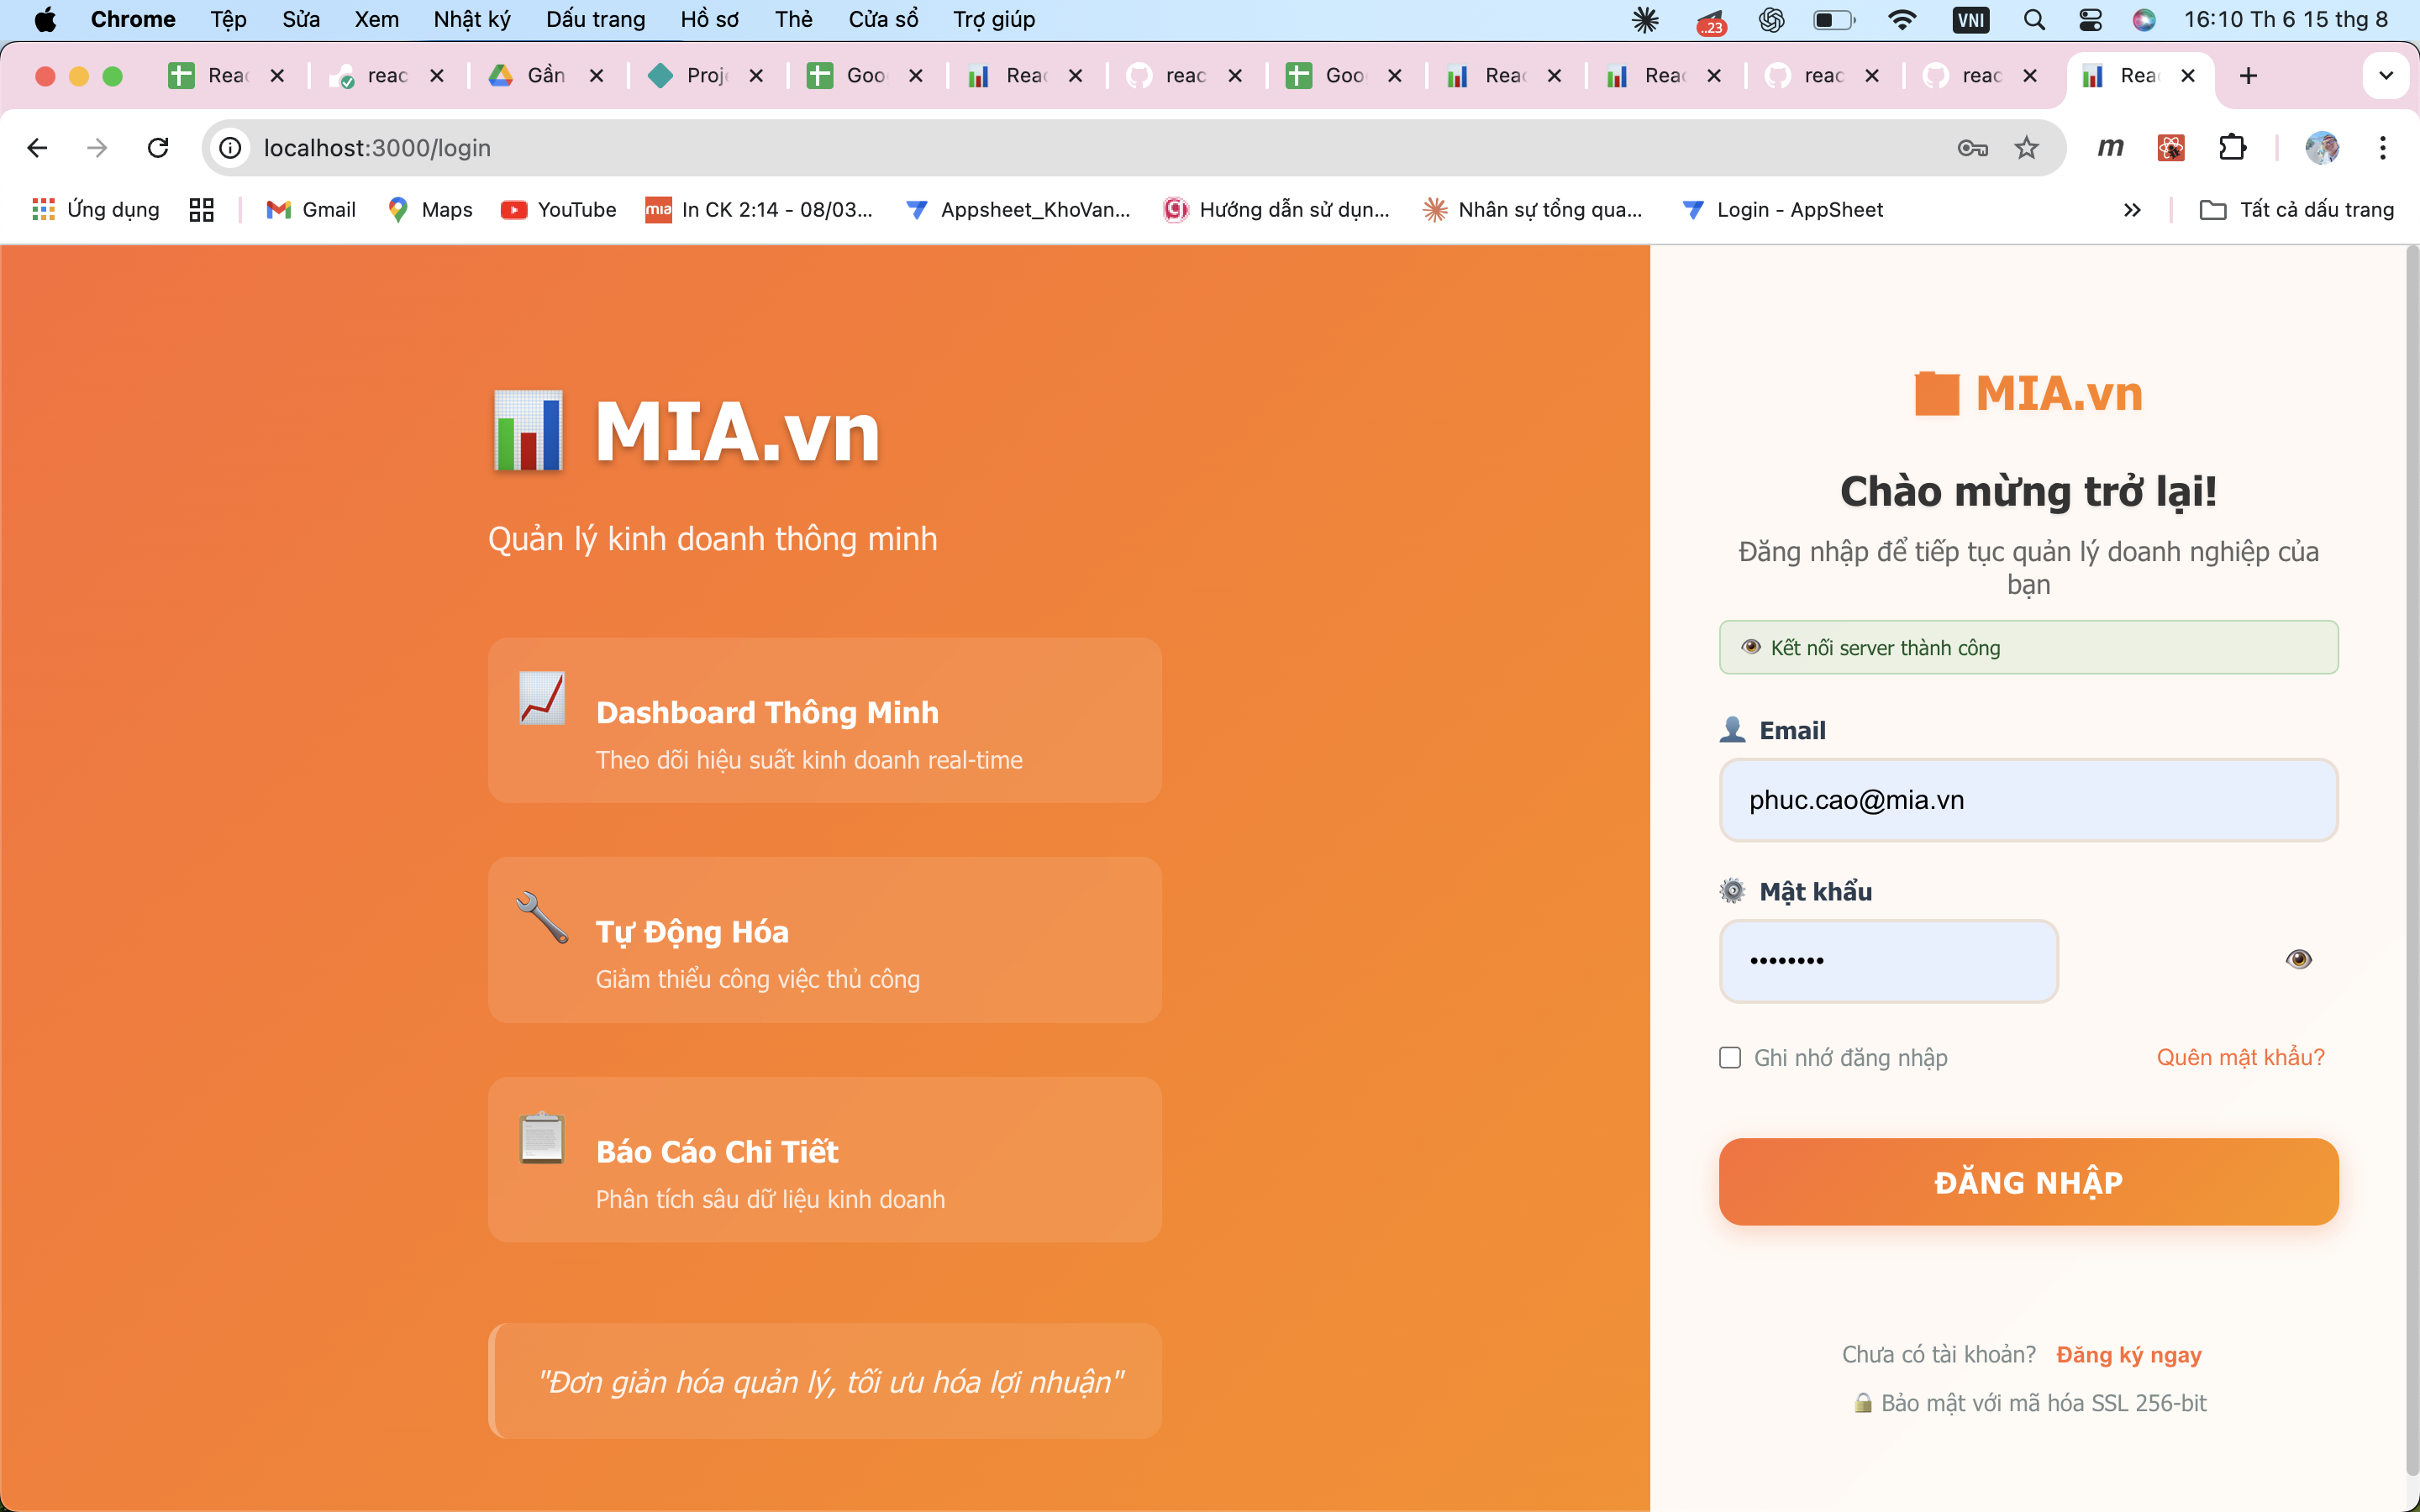 Chrome Tệp Sửa Xem Nhật ký Dấu trang Hồ sơ Thẻ Cửa sổ Trợ giúp ..23 VNI 16:10 Th 6 15 thg 8
Reac reac Gần Proj Goo Reac reac Goo Reac Reac reac reac Rea
localhost:3000/login m
Ứng dụng Gmail Maps YouTube mia In CK 2:14 - 08/03... Appsheet_KhoVan... Hướng dẫn sử dụn... Nhân sự tổng qua... Login - AppSheet Tất cả dấu trang
MIA.vn
Quản lý kinh doanh thông minh
Dashboard Thông Minh
Theo dõi hiệu suất kinh doanh real-time
Tự Động Hóa
Giảm thiểu công việc thủ công
Báo Cáo Chi Tiết
Phân tích sâu dữ liệu kinh doanh
"Đơn giản hóa quản lý, tối ưu hóa lợi nhuận"
MIA.vn
Chào mừng trở lại!
Đăng nhập để tiếp tục quản lý doanh nghiệp của
bạn
Kết nối server thành công
Email
phuc.cao@mia.vn
Mật khẩu
••••••••
Ghi nhớ đăng nhập Quên mật khẩu?
ĐĂNG NHẬP
Chưa có tài khoản? Đăng ký ngay
Bảo mật với mã hóa SSL 256-bit